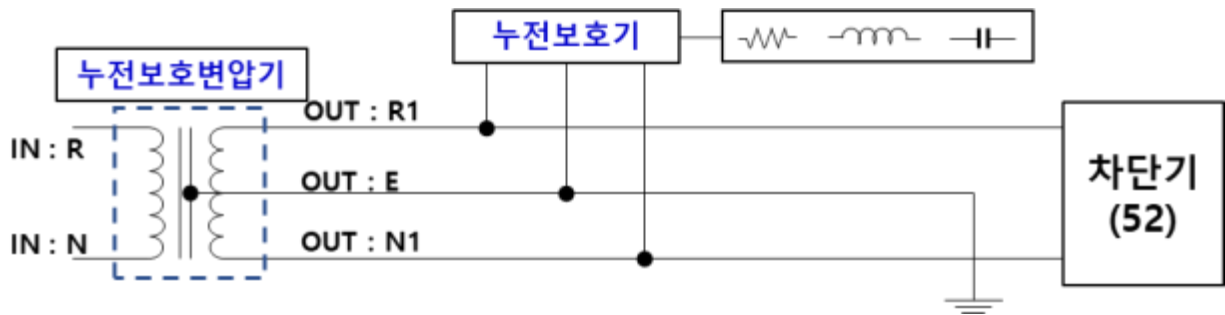 누전보호기
누전보호변압기
OUT : R1
IN : R
OUT : E
차단기
(52)
OUT : N1
IN : N